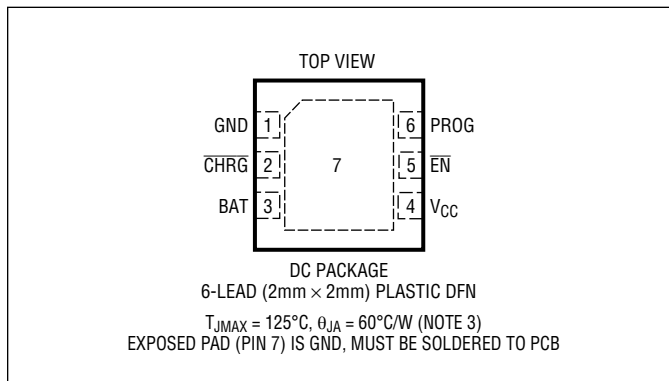 TOP VIEW
GND 1 6 PROG
CHRG 2 7 5 EN
BAT 3 4 VCC
DC PACKAGE
6-LEAD (2mm × 2mm) PLASTIC DFN
TJMAX = 125°C, θJA = 60°C/W (NOTE 3)
EXPOSED PAD (PIN 7) IS GND, MUST BE SOLDERED TO PCB